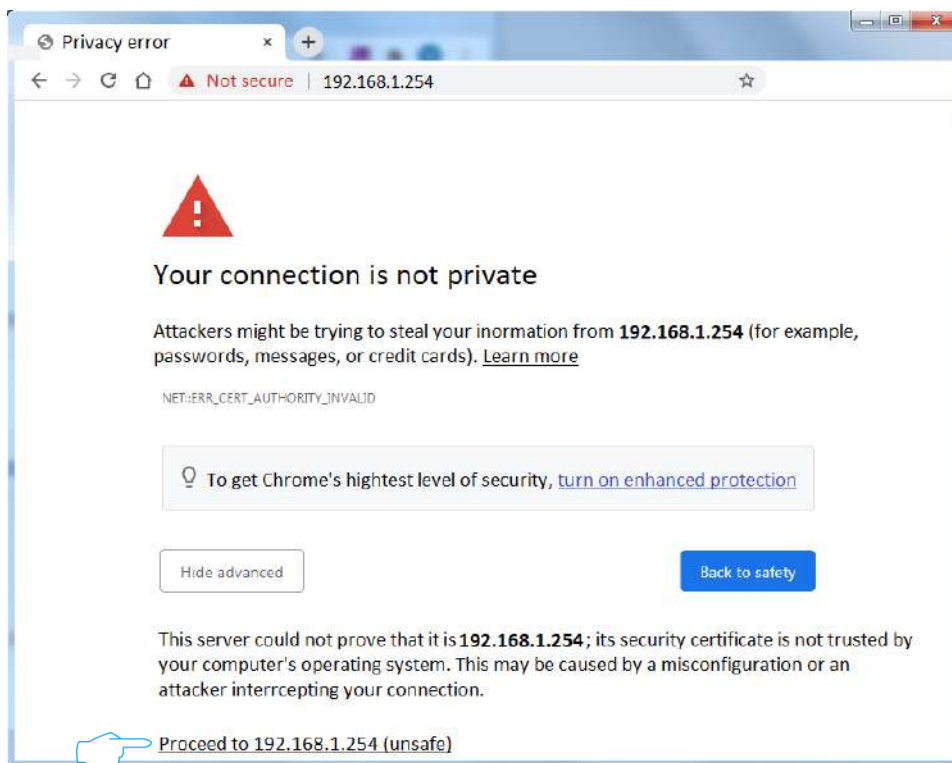 Privacy error
Not secure | 192.168.1.254
Your connection is not private
Attackers might be trying to steal your inormation from 192.168.1.254 (for example,
passwords, messages, or credit cards). Learn more
NET::ERR_CERT_AUTHORITY_INVALID
To get Chrome's hightest level of security, turn on enhanced protection
Hide advanced
Back to safety
This server could not prove that it is 192.168.1.254; its security certificate is not trusted by
your computer's operating system. This may be caused by a misconfiguration or an
attacker interrcepting your connection.
Proceed to 192.168.1.254 (unsafe)